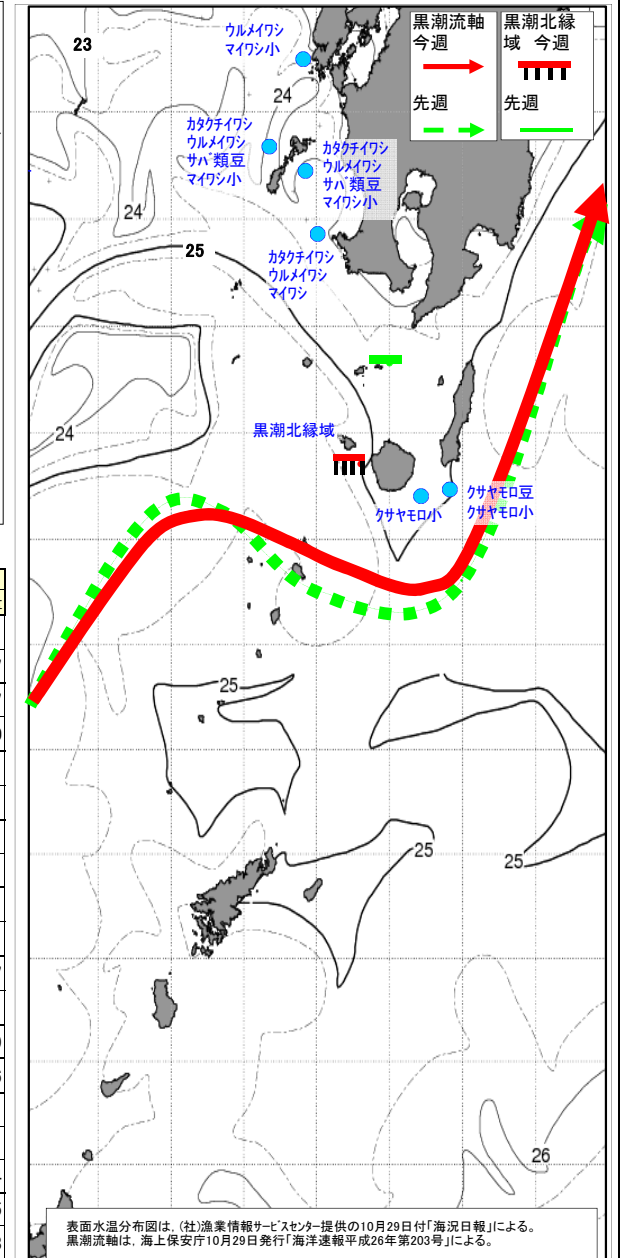 黒潮流軸
今週
先週
黒潮北縁
域 今週
先週
ウルメイワシ
マイワシ小
23
24
カタクチイワシ
ウルメイワシ
サバ類豆
マイワシ小
カタクチイワシ
ウルメイワシ
サバ類豆
マイワシ小
24
25
カタクチイワシ
ウルメイワシ
マイワシ
24
黒潮北縁域
クサヤモロ小
クサヤモロ豆
クサヤモロ小
25
25
25
26
表面水温分布図は，(社)漁業情報サービスセンター提供の10月29日付「海況日報」による。
黒潮流軸は，海上保安庁10月29日発行「海洋速報平成26年第203号」による。